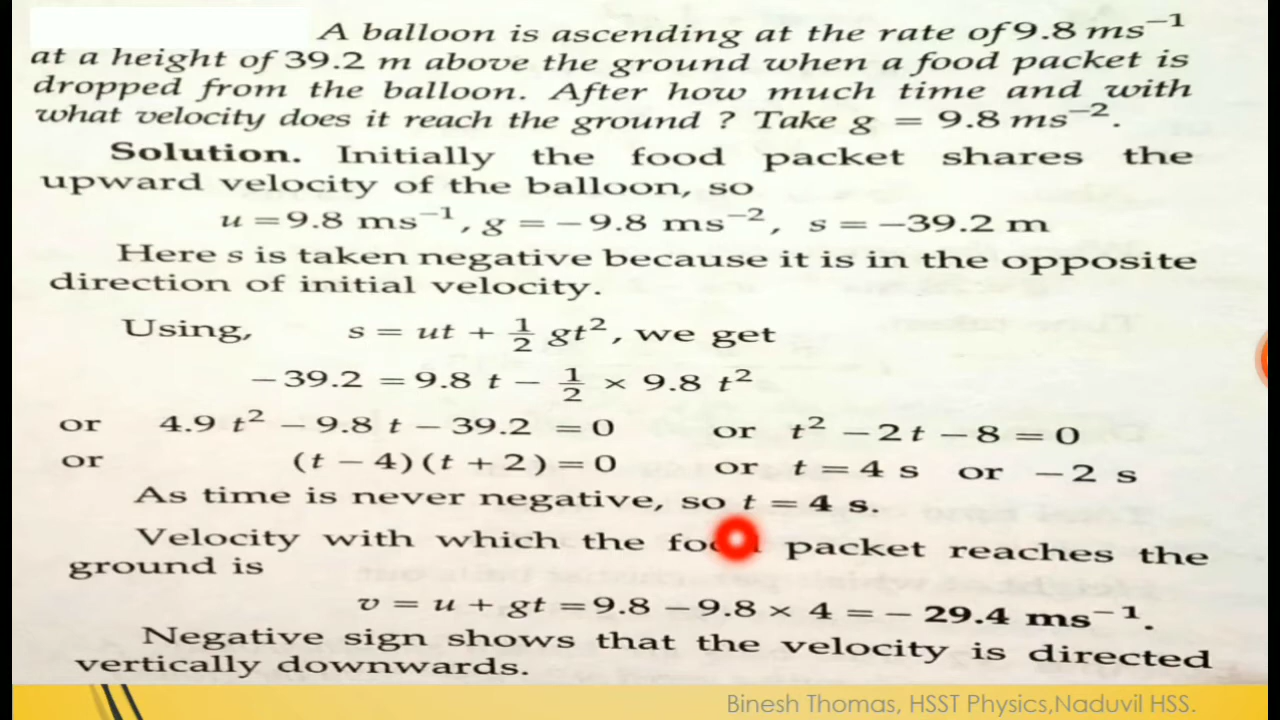 A balloon is ascending at the rate of 9.8 ms⁻¹
at a height of 39.2 m above the ground when a food packet is
dropped from the balloon. After how much time and with
what velocity does it reach the ground ? Take g = 9.8 ms⁻².
Solution. Initially the food packet shares the
upward velocity of the balloon, so
u = 9.8 ms⁻¹, g = − 9.8 ms⁻², s = −39.2 m
Here s is taken negative because it is in the opposite
direction of initial velocity.
Using, s = ut + 1/2 gt², we get
− 39.2 = 9.8 t − 1/2 × 9.8 t²
or 4.9 t² − 9.8 t − 39.2 = 0 or t² − 2t − 8 = 0
or (t − 4)(t + 2) = 0 or t = 4 s or − 2 s
As time is never negative, so t = 4 s.
Velocity with which the packet reaches the
ground is
v = u + gt = 9.8 − 9.8 × 4 = − 29.4 ms⁻¹.
Negative sign shows that the velocity is directed
vertically downwards.
Binesh Thomas, HSST Physics,Naduvil HSS.